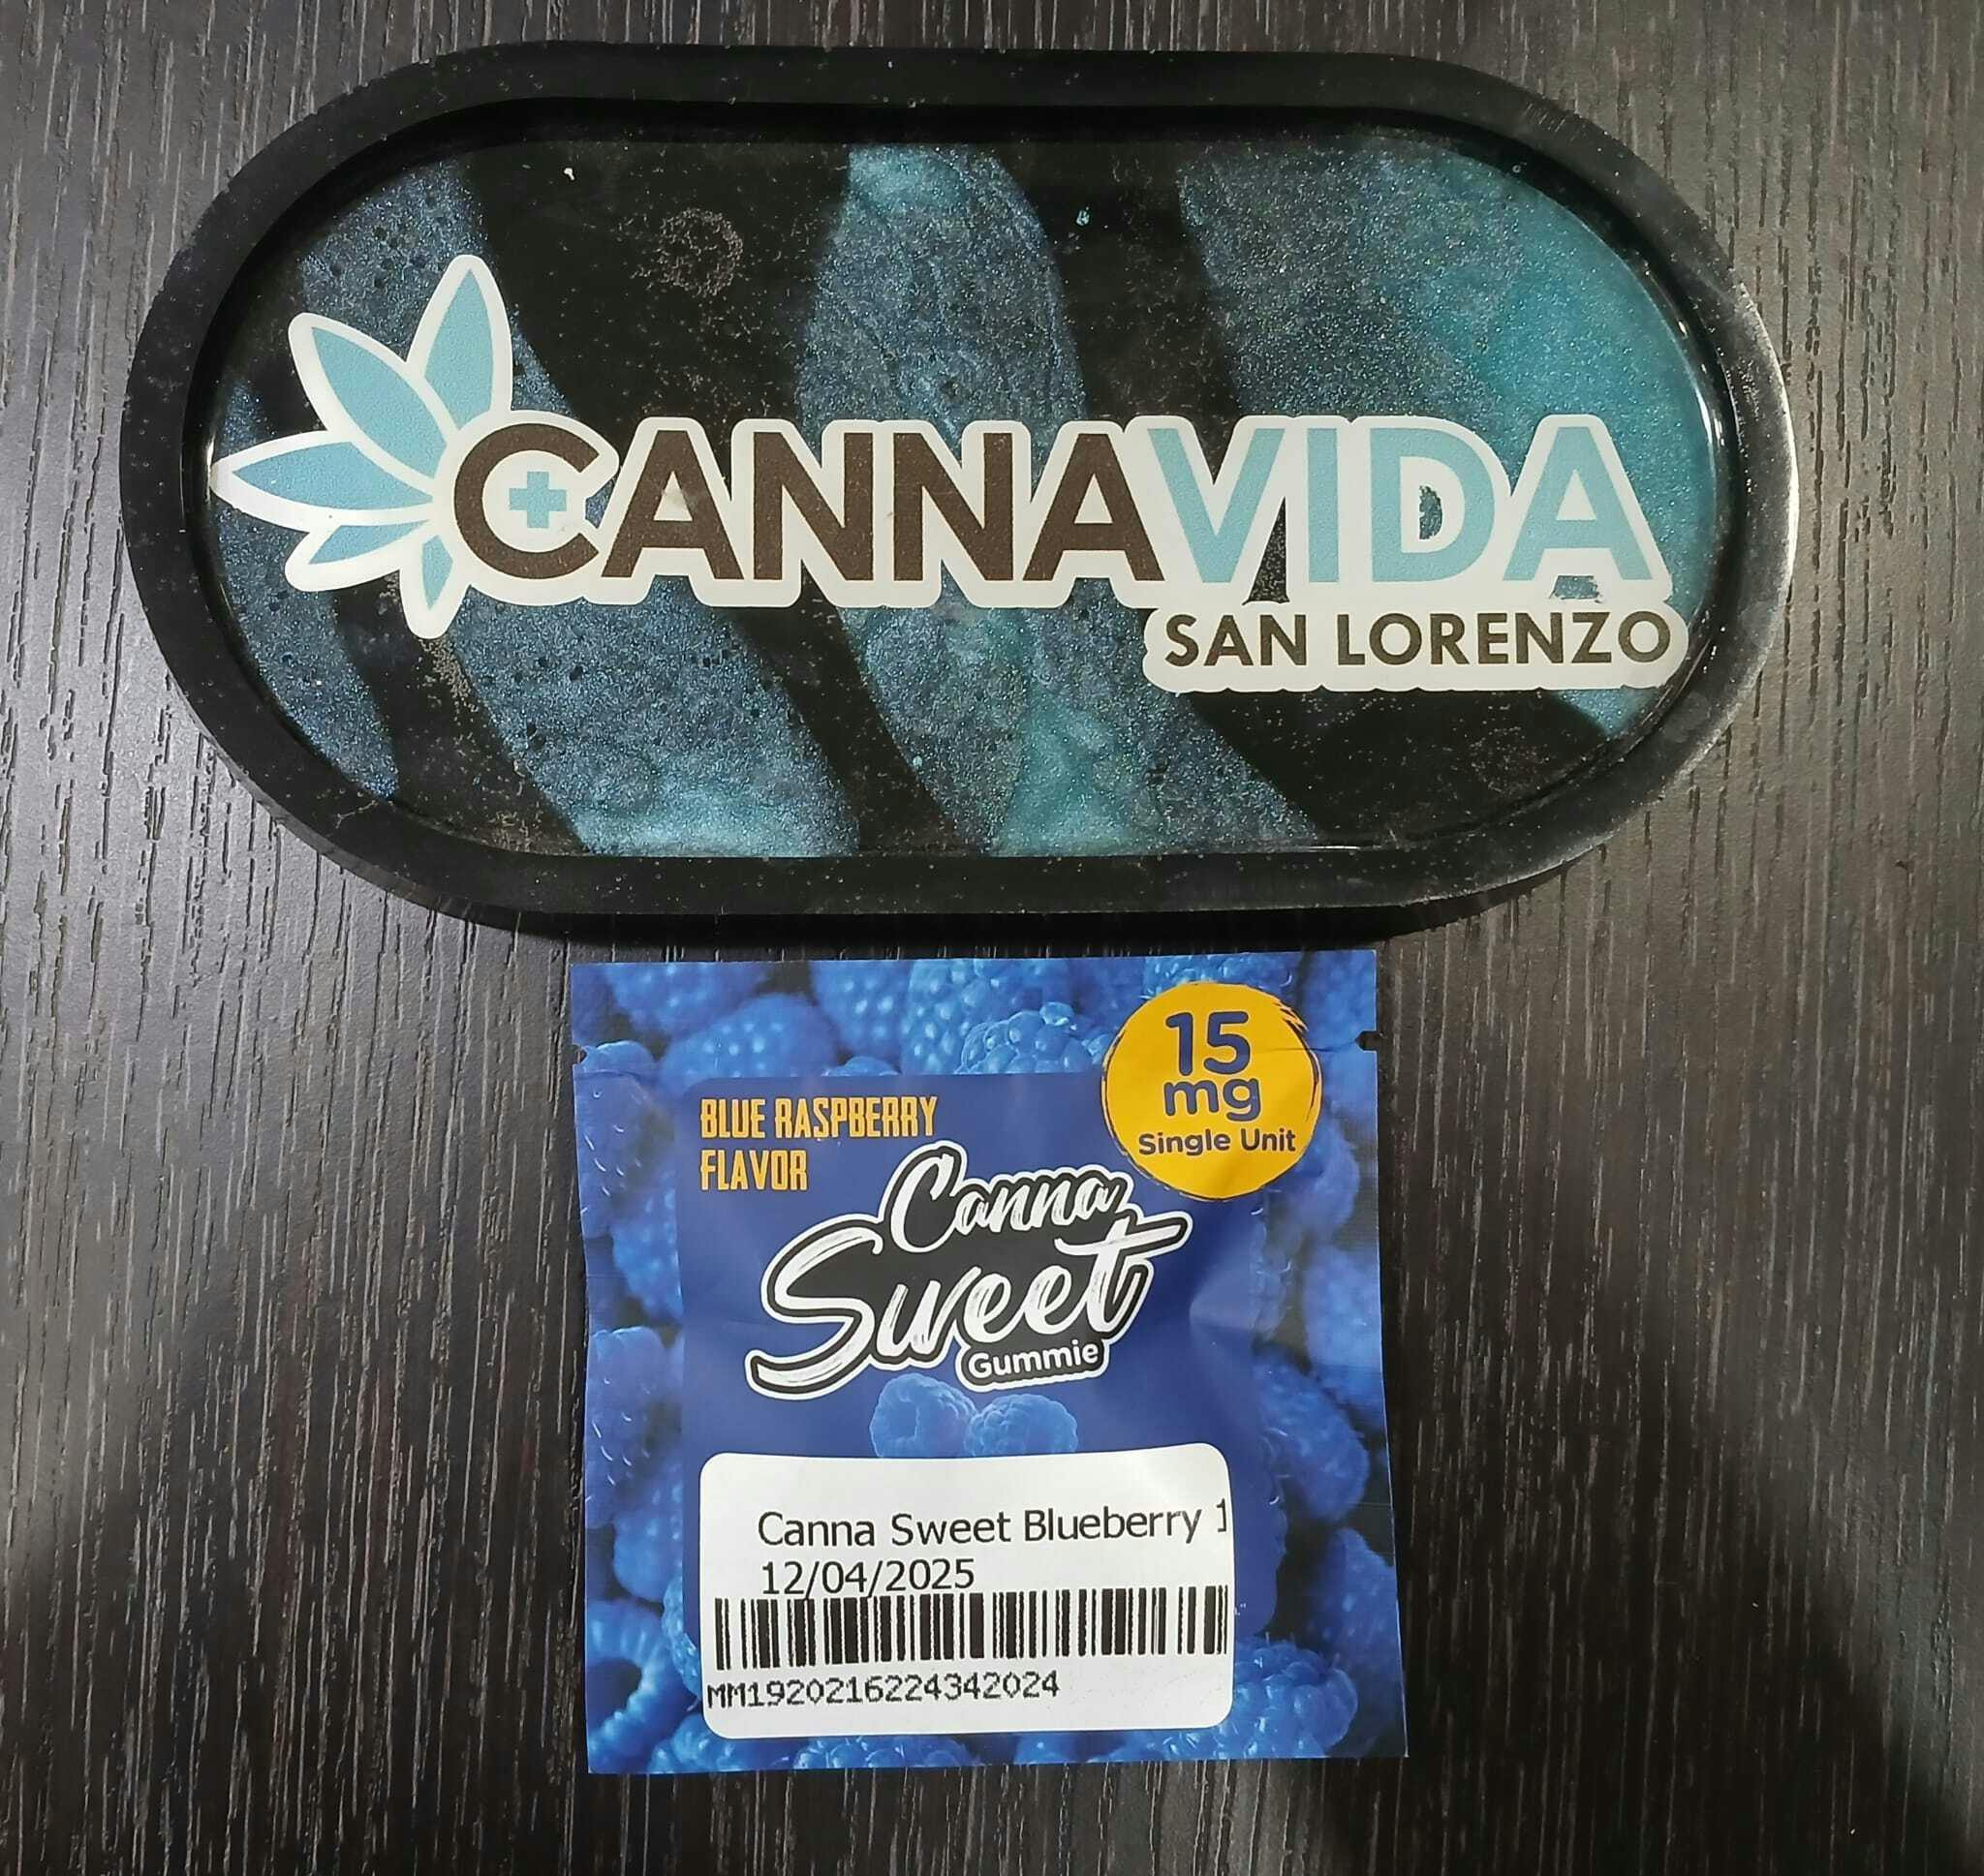 CANNAVIDA
SAN LORENZO
15
mg
Single Unit
BLUE RASPBERRY
FLAVOR
Canna
Sweet
Gummie
Canna Sweet Blueberry 1
12/04/2025
MM1920216224342024